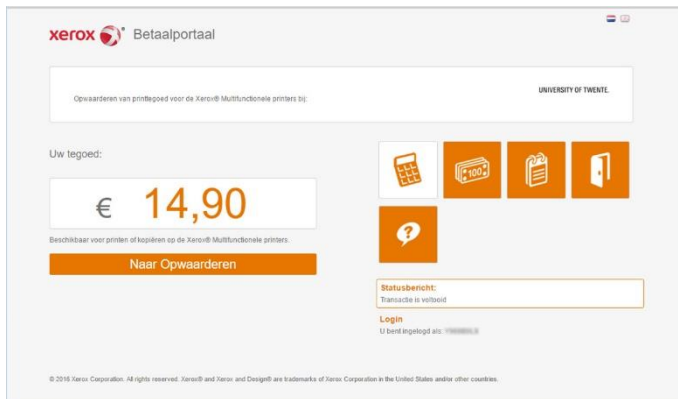 xerox Betaalportaal
Opwaarderen van printtegoed voor de Xerox® Multifunctionele printers bij:
UNIVERSITY OF TWENTE.
Uw tegoed:
€ 14,90
Beschikbaar voor printen of kopiëren op de Xerox® Multifunctionele printers.
Naar Opwaarderen
100
?
Statusbericht:
Transactie is voltooid
Login
U bent ingelogd als:
© 2016 Xerox Corporation. All rights reserved. Xerox® and Xerox and Design® are trademarks of Xerox Corporation in the United States and/or other countries.